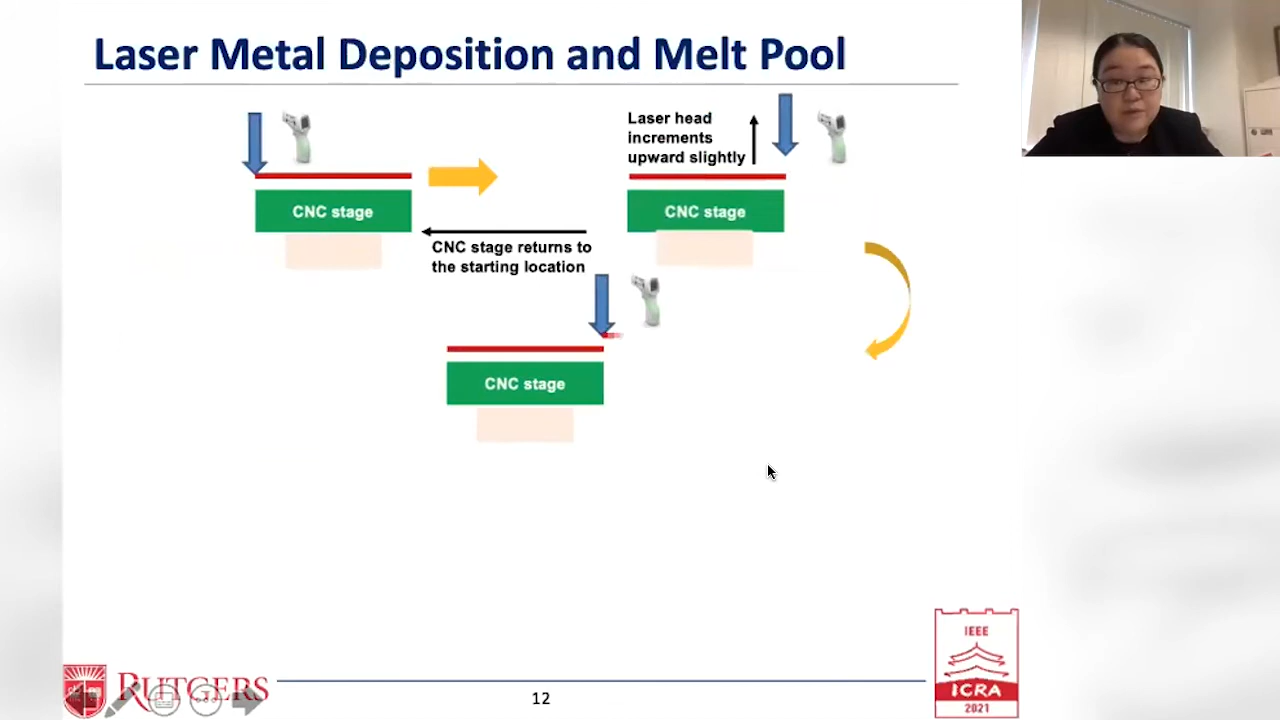 Laser Metal Deposition and Melt Pool
Laser head
increments
upward slightly
CNC stage
CNC stage
CNC stage returns to
the starting location
CNC stage
RUTGERS
12
IEEE
ICRA
2021